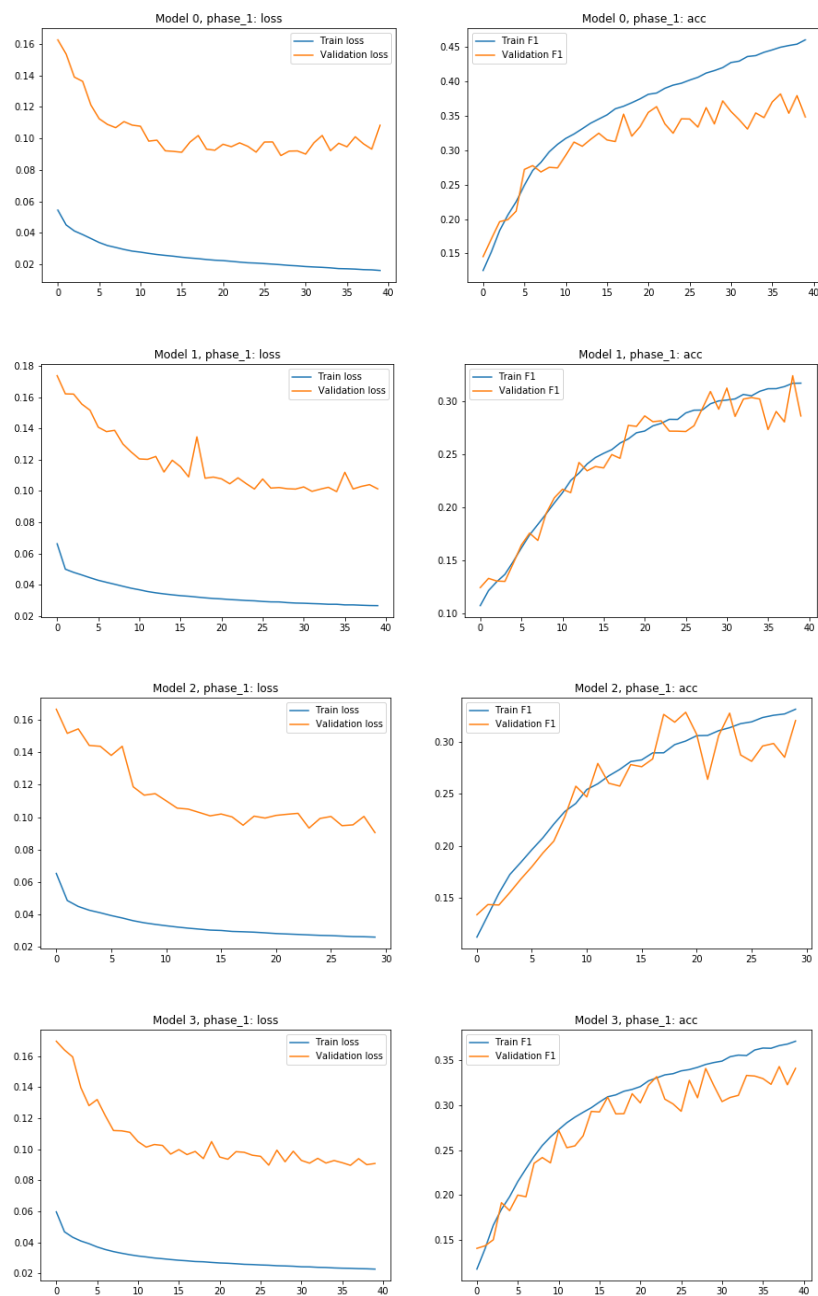 Model 0, phase_1: loss
Train loss
Validation loss
0.16
0.14
0.12
0.10
0.08
0.06
0.04
0.02
0 5 10 15 20 25 30 35 40
Model 0, phase_1: acc
Train F1
Validation F1
0.45
0.40
0.35
0.30
0.25
0.20
0.15
0 5 10 15 20 25 30 35 40
Model 1, phase_1: loss
Train loss
Validation loss
0.18
0.16
0.14
0.12
0.10
0.08
0.06
0.04
0.02
0 5 10 15 20 25 30 35 40
Model 1, phase_1: acc
Train F1
Validation F1
0.30
0.25
0.20
0.15
0.10
0 5 10 15 20 25 30 35 40
Model 2, phase_1: loss
Train loss
Validation loss
0.16
0.14
0.12
0.10
0.08
0.06
0.04
0.02
0 5 10 15 20 25 30
Model 2, phase_1: acc
Train F1
Validation F1
0.30
0.25
0.20
0.15
0 5 10 15 20 25 30
Model 3, phase_1: loss
Train loss
Validation loss
0.16
0.14
0.12
0.10
0.08
0.06
0.04
0.02
0 5 10 15 20 25 30 35 40
Model 3, phase_1: acc
Train F1
Validation F1
0.35
0.30
0.25
0.20
0.15
0 5 10 15 20 25 30 35 40